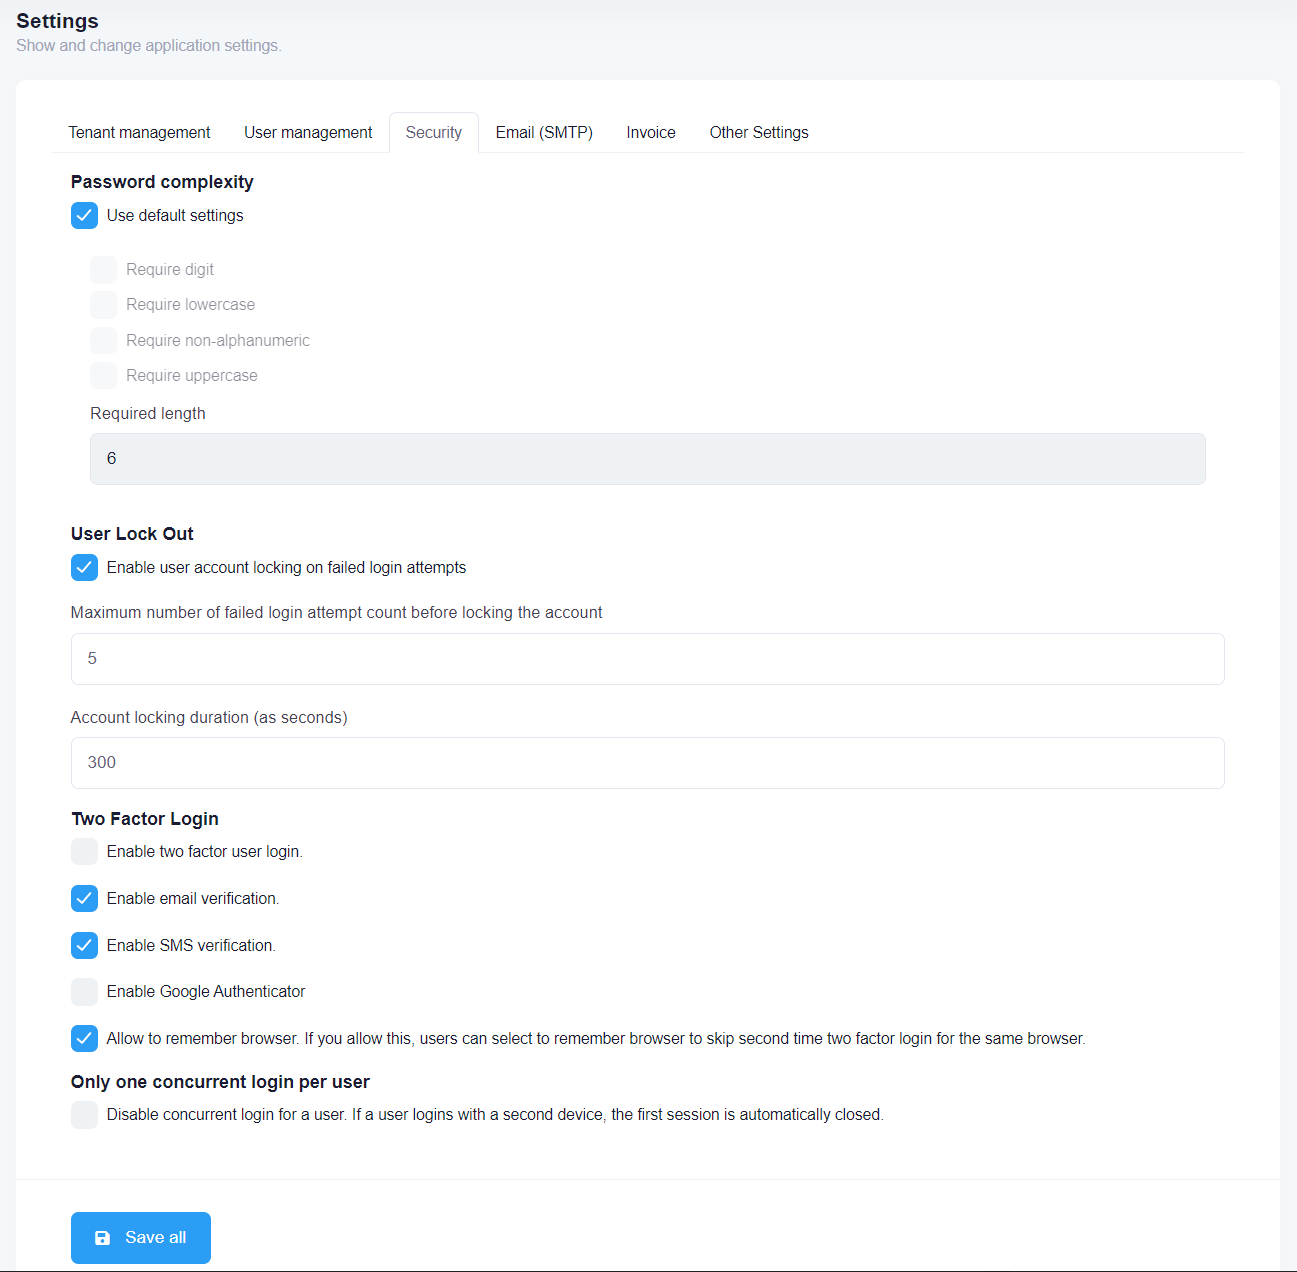 Settings
Show and change application settings.
Tenant management User management Security Email (SMTP) Invoice Other Settings
Password complexity
Use default settings
Require digit
Require lowercase
Require non-alphanumeric
Require uppercase
Required length
6
User Lock Out
Enable user account locking on failed login attempts
Maximum number of failed login attempt count before locking the account
5
Account locking duration (as seconds)
300
Two Factor Login
Enable two factor user login.
Enable email verification.
Enable SMS verification.
Enable Google Authenticator
Allow to remember browser. If you allow this, users can select to remember browser to skip second time two factor login for the same browser.
Only one concurrent login per user
Disable concurrent login for a user. If a user logins with a second device, the first session is automatically closed.
Save all